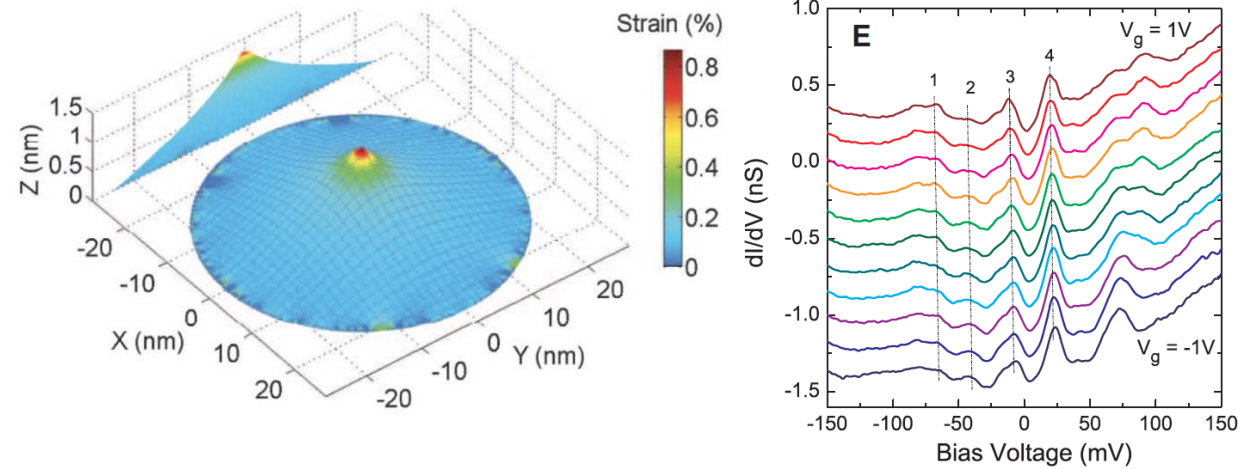 Strain (%)
0.8
0.6
0.4
0.2
0
1.5
1
0.5
0
Z (nm)
-20
-10
0
10
20
X (nm)
-20
-10
0
10
20
Y (nm)
E
V_g = 1V
1
2
3
4
V_g = -1V
1.0
0.5
0.0
-0.5
-1.0
-1.5
dI/dV (nS)
-150 -100 -50 0 50 100 150
Bias Voltage (mV)